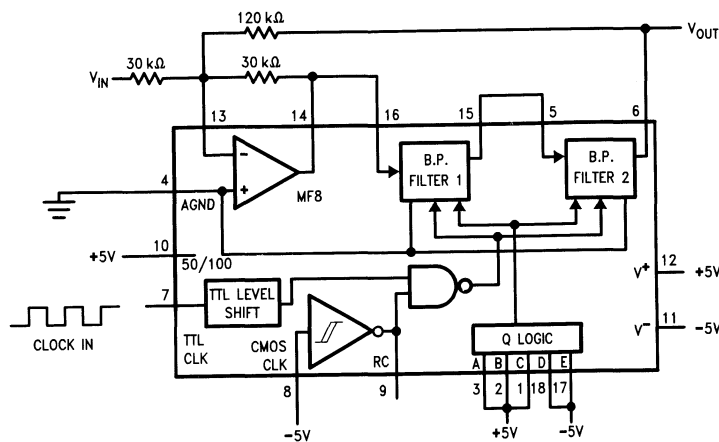 120 kΩ
V_OUT
30 kΩ
30 kΩ
V_IN
13
14
16
15
5
6
B.P.
FILTER 1
B.P.
FILTER 2
-
+
MF8
4
AGND
10
+5V
50/100
7
TTL LEVEL
SHIFT
CLOCK IN
TTL
CLK
CMOS
CLK
8
-5V
RC
9
Q LOGIC
A
B
C
D
E
3
2
1
18
17
+5V
-5V
V+
12
+5V
V-
11
-5V